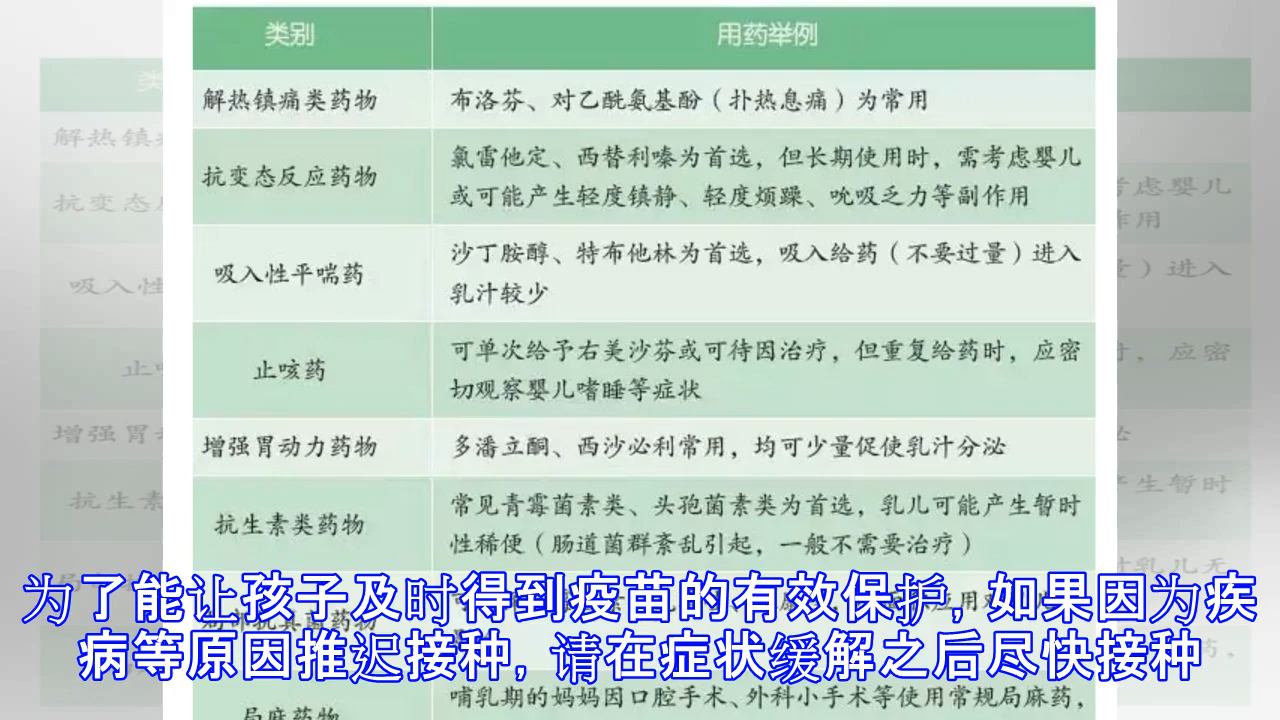 类别
用药举例
解热镇痛类药物
布洛芬、对乙酰氨基酚（扑热息痛）为常用
抗变态反应药物
氯雷他定、西替利嗪为首选，但长期使用时，需考虑婴儿
或可能产生轻度镇静、轻度烦躁、吮吸乏力等副作用
吸入性平喘药
沙丁胺醇、特布他林为首选，吸入给药（不要过量）进入
乳汁较少
止咳药
可单次给予右美沙芬或可待因治疗，但重复给药时，应密
切观察婴儿嗜睡等症状
增强胃动力药物
多潘立酮、西沙必利常用，均可少量促使乳汁分泌
抗生素类药物
常见青霉菌素类、头孢菌素类为首选，乳儿可能产生暂时
性稀便（肠道菌群紊乱引起，一般不需要治疗）
为了能让孩子及时得到疫苗的有效保护，如果因为疾
病等原因推迟接种，请在症状缓解之后尽快接种
局麻药物
哺乳期的妈妈因口腔手术、外科小手术等使用常规局麻药，